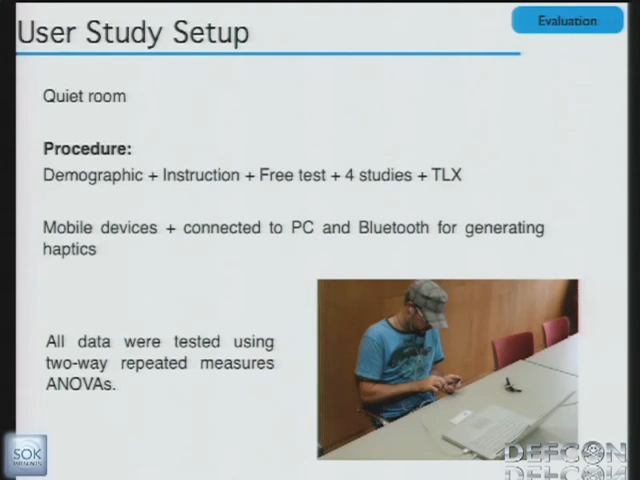 User Study Setup
Evaluation
Quiet room
Procedure:
Demographic + Instruction + Free test + 4 studies + TLX
Mobile devices + connected to PC and Bluetooth for generating
haptics
All data were tested using
two-way repeated measures
ANOVAs.
SOK
DEFCON